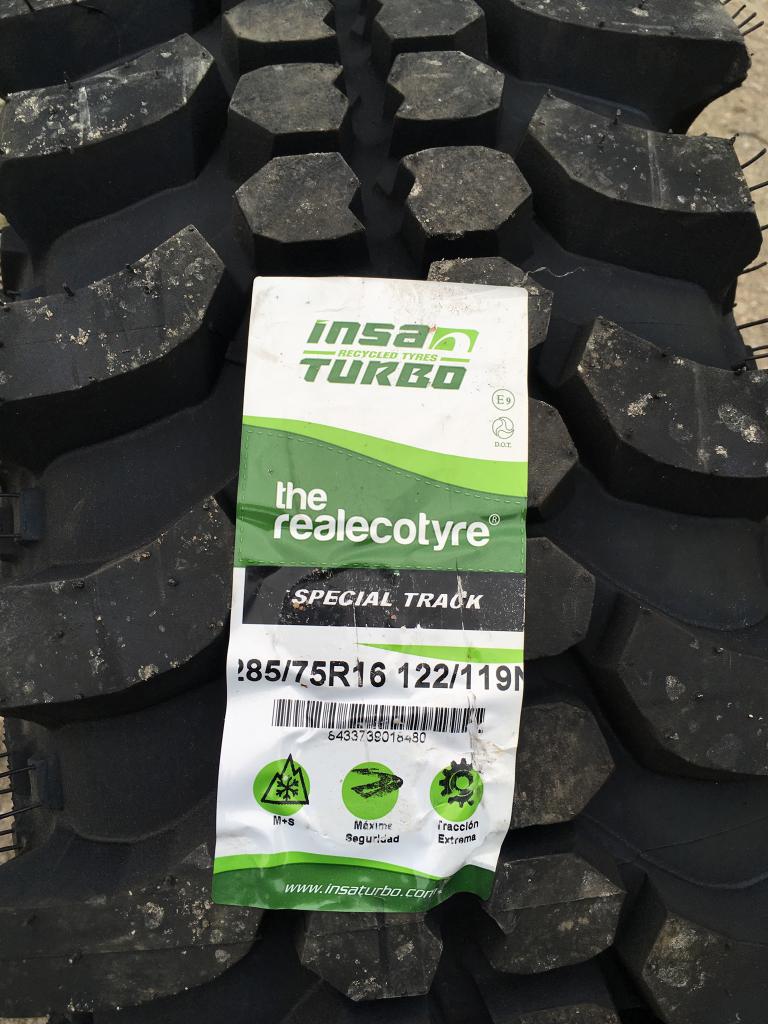 insa
RECYCLED TYRES
TURBO
E9
D.O.T.
the
realecotyre®
SPECIAL TRACK
285/75R16 122/119N
M+S
Máxima
Seguridad
Tracción
Extrema
www.insaturbo.com